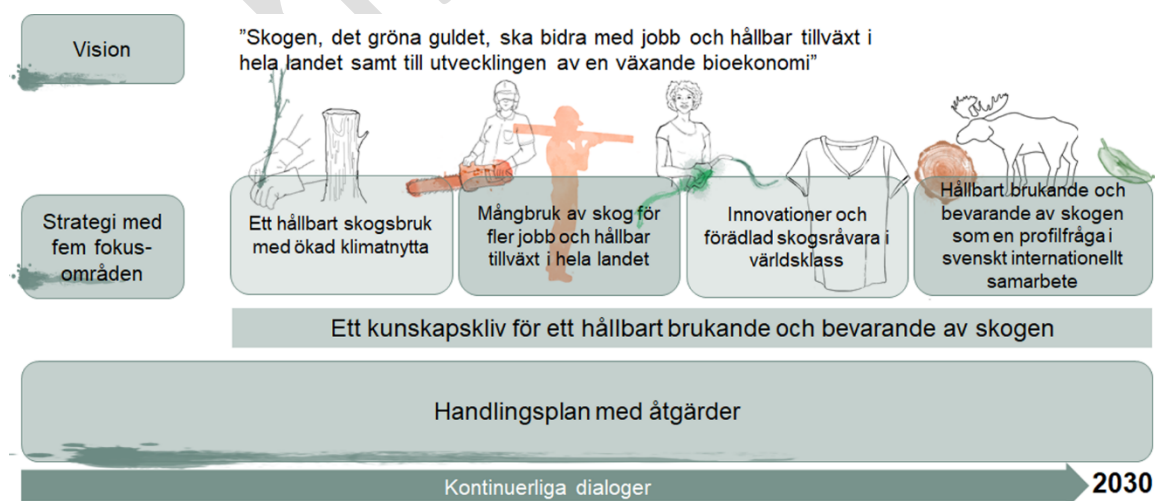 Vision
”Skogen, det gröna guldet, ska bidra med jobb och hållbar tillväxt i
hela landet samt till utvecklingen av en växande bioekonomi”
Strategi med
fem fokus-
områden
Ett hållbart skogsbruk
med ökad klimatnytta
Mångbruk av skog för
fler jobb och hållbar
tillväxt i hela landet
Innovationer och
förädlad skogsråvara i
världsklass
Hållbart brukande och
bevarande av skogen
som en profilfråga i
svenskt internationellt
samarbete
Ett kunskapskliv för ett hållbart brukande och bevarande av skogen
Handlingsplan med åtgärder
Kontinuerliga dialoger
2030